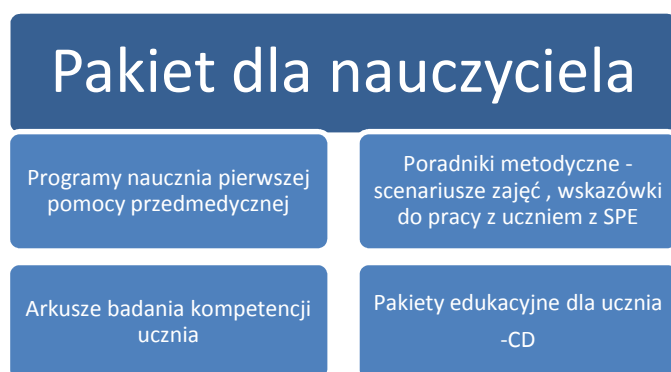 Pakiet dla nauczyciela
Programy naucznia pierwszej
pomocy przedmedycznej
Poradniki metodyczne -
scenariusze zajęć , wskazówki
do pracy z uczniem z SPE
Arkusze badania kompetencji
ucznia
Pakiety edukacyjne dla ucznia
-CD